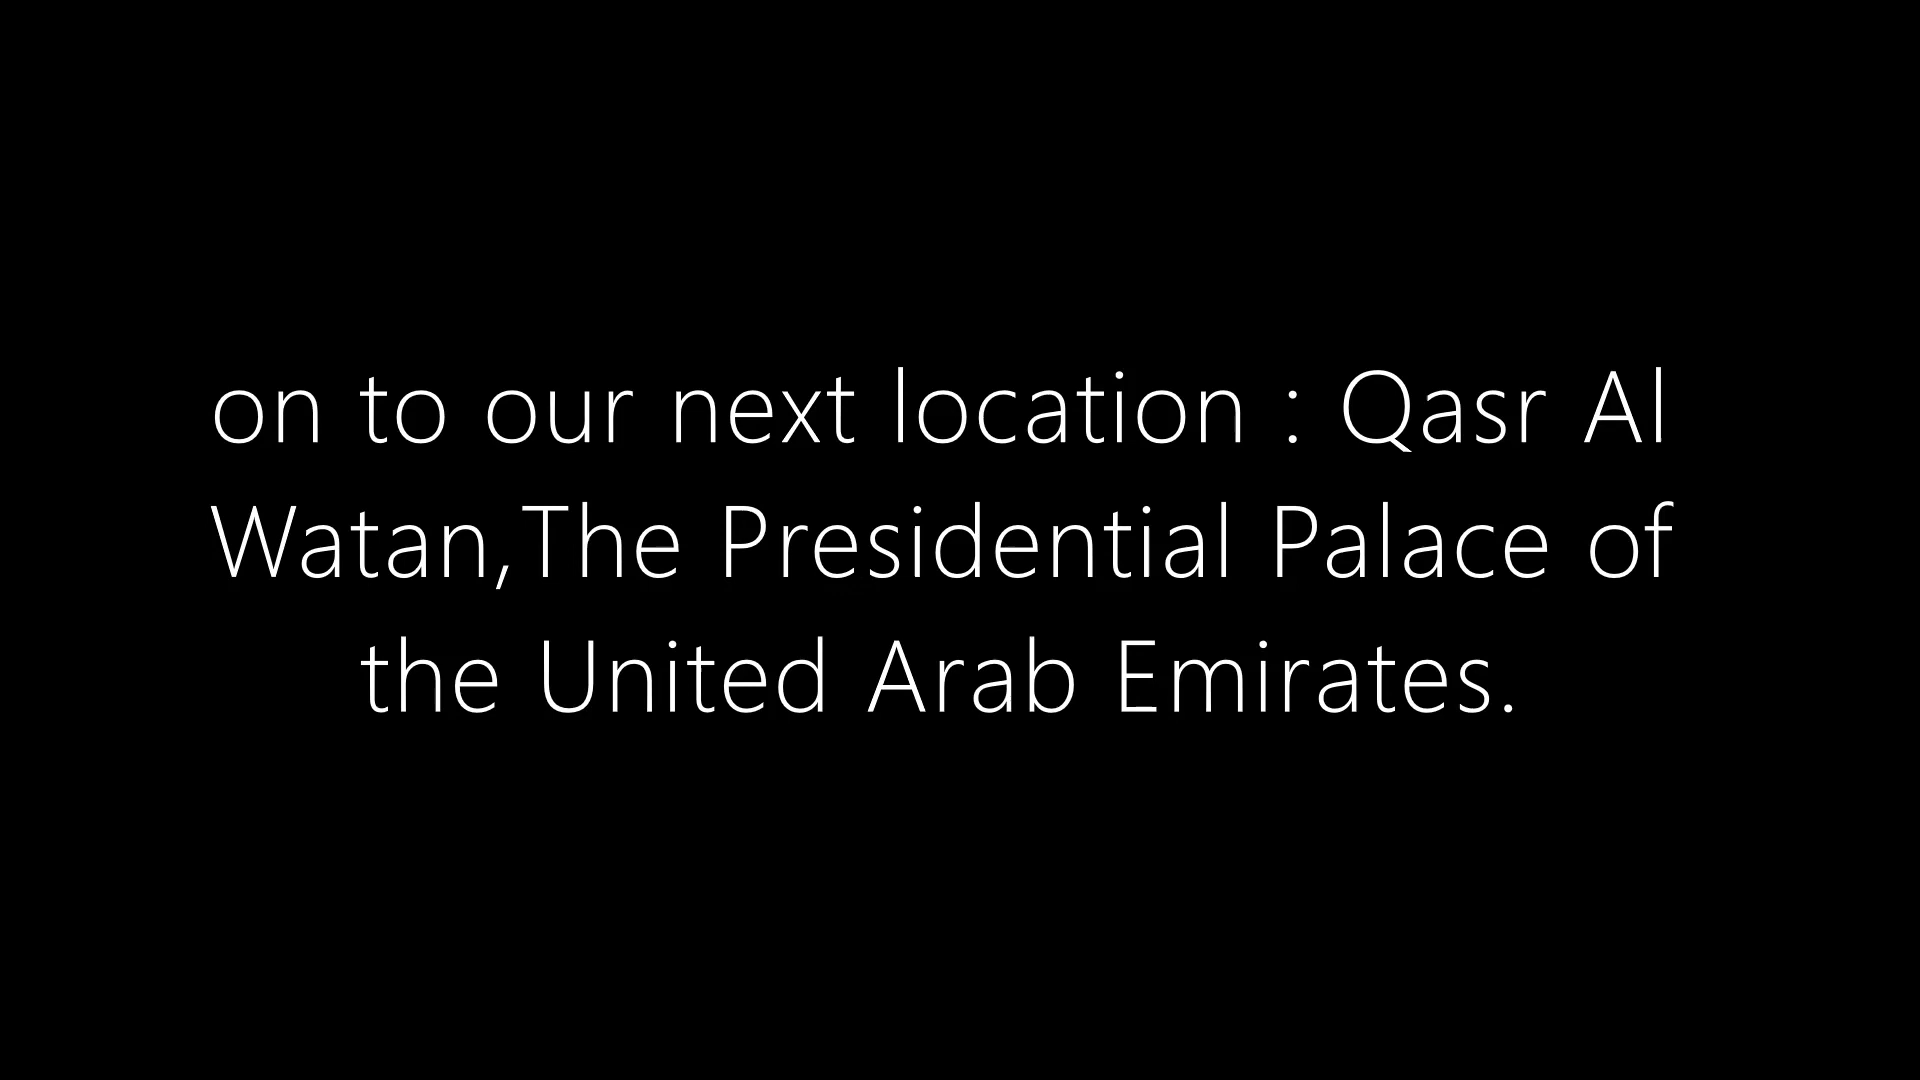 on to our next location : Qasr Al
Watan,The Presidential Palace of
the United Arab Emirates.